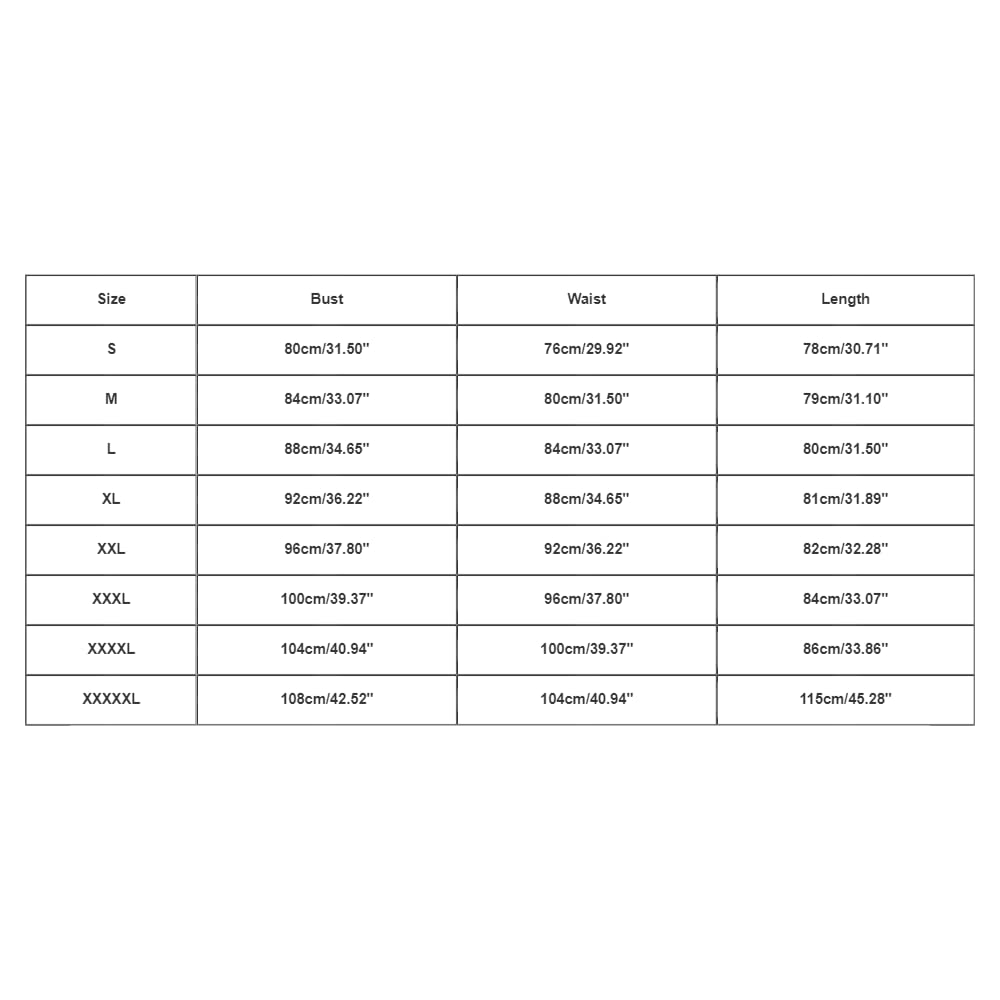 Size Bust Waist Length
S 80cm/31.50" 76cm/29.92" 78cm/30.71"
M 84cm/33.07" 80cm/31.50" 79cm/31.10"
L 88cm/34.65" 84cm/33.07" 80cm/31.50"
XL 92cm/36.22" 88cm/34.65" 81cm/31.89"
XXL 96cm/37.80" 92cm/36.22" 82cm/32.28"
XXXL 100cm/39.37" 96cm/37.80" 84cm/33.07"
XXXXL 104cm/40.94" 100cm/39.37" 86cm/33.86"
XXXXXL 108cm/42.52" 104cm/40.94" 115cm/45.28"